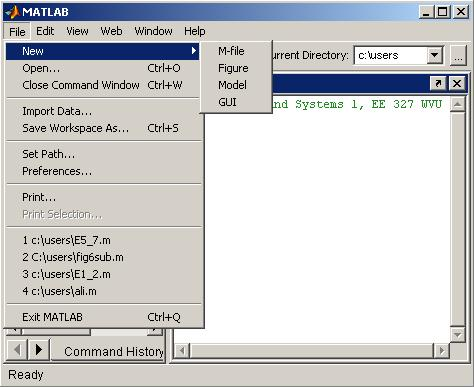 MATLAB
File Edit View Web Window Help
New
Open... Ctrl+O
Close Command Window Ctrl+W
Import Data...
Save Workspace As... Ctrl+S
Set Path...
Preferences...
Print...
Print Selection...
1 c:\users\E5_7.m
2 C:\users\fig6sub.m
3 c:\users\E1_2.m
4 c:\users\ali.m
Exit MATLAB Ctrl+Q
M-file
Figure
Model
GUI
urrent Directory: c:\users ...
nd Systems 1, EE 327 WVU
Command History
Ready